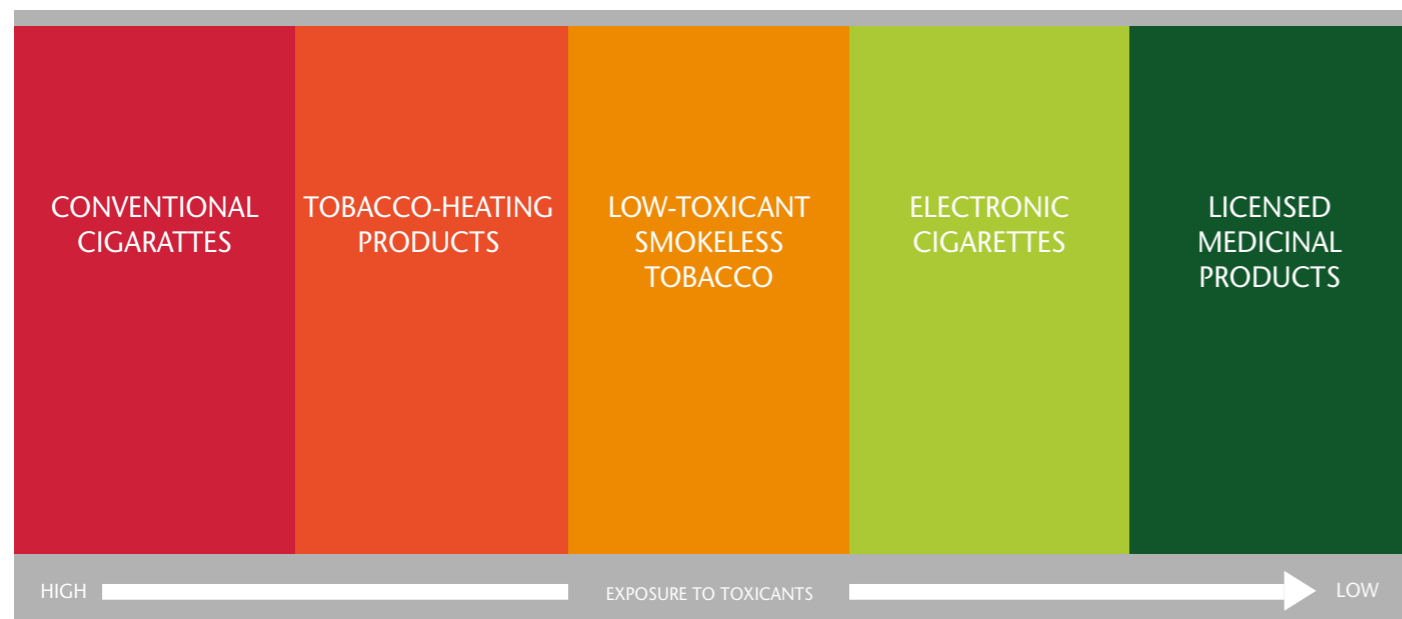 CONVENTIONAL
CIGARATTES
TOBACCO-HEATING
PRODUCTS
LOW-TOXICANT
SMOKELESS
TOBACCO
ELECTRONIC
CIGARETTES
LICENSED
MEDICINAL
PRODUCTS
HIGH EXPOSURE TO TOXICANTS LOW